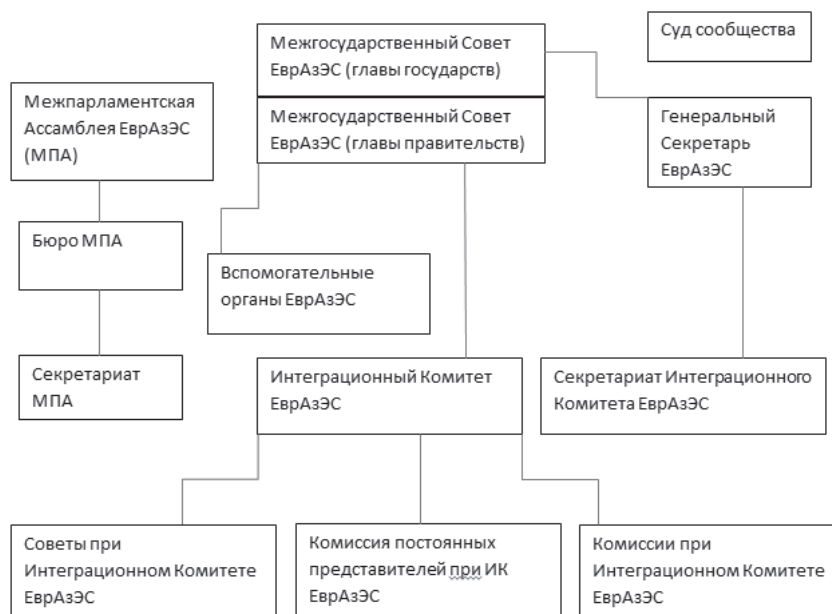 Межгосударственный Совет
ЕврАзЭС (главы государств)
Суд сообщества
Межпарламентская
Ассамблея ЕврАзЭС
(МПА)
Межгосударственный Совет
ЕврАзЭС (главы правительств)
Генеральный
Секретарь
ЕврАзЭС
Бюро МПА
Вспомогательные
органы ЕврАзЭС
Секретариат
МПА
Интеграционный Комитет
ЕврАзЭС
Секретариат Интеграционного
Комитета ЕврАзЭС
Советы при
Интеграционном Комитете
ЕврАзЭС
Комиссия постоянных
представителей при ИК
ЕврАзЭС
Комиссии при
Интеграционном Комитете
ЕврАзЭС